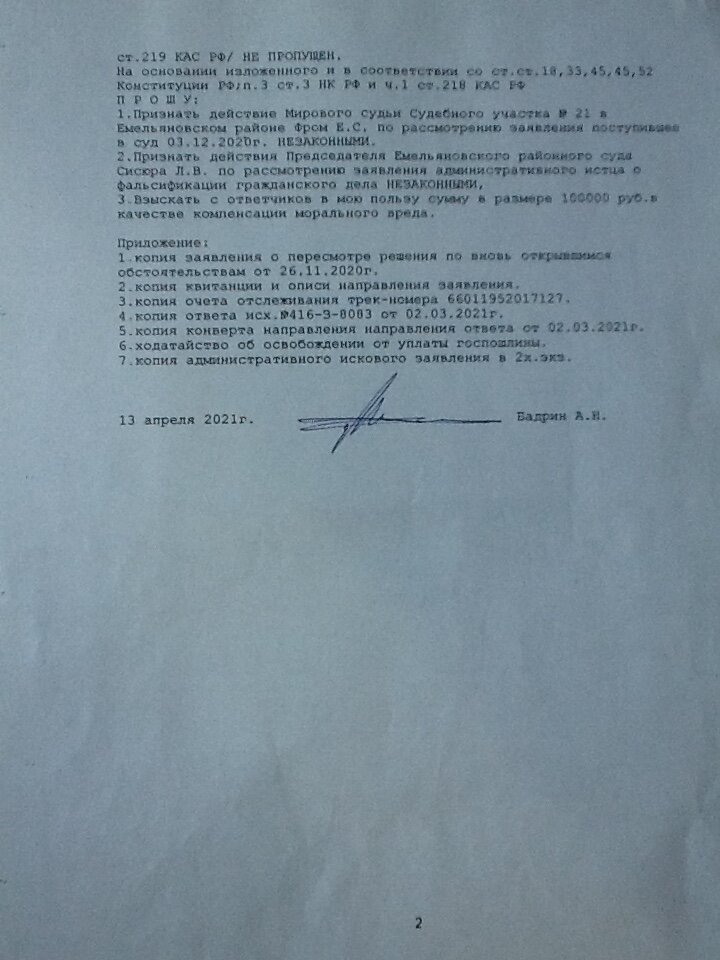 ст.219 КАС РФ/ НЕ ПРОПУЩЕН.
На основании изложенного и в соответствии со ст.ст.18,33,45,45,52
Конституции РФ;п.3 ст.3 НК РФ и ч.1 ст.218 КАС РФ
П Р О Ш У:
1.Признать действие Мирового судьи Судебного участка № 21 в
Емельяновском районе Фром Е.С. по рассмотрению заявления поступившее
в суд 03.12.2020г. НЕЗАКОННЫМИ.
2.Признать действия Председателя Емельяновского районного суда
Сисюра Л.В. по рассмотрению заявления административного истца о
фальсификации гражданского дела НЕЗАКОННЫМИ,
3.Взыскать с ответчиков в мою пользу сумму в размере 100000 руб.в
качестве компенсации морального вреда.
Приложение:
1.копия заявления о пересмотре решения по вновь открывшимся
обстоятельствам от 26.11.2020г.
2.копия квитанции и описи направления заявления.
3.копия очета отслеживания трек-номера 66011952017127.
4.копия ответа исх.№416-3-0003 от 02.03.2021г.
5.копия конверта направления направления ответа от 02.03.2021г.
6.ходатайство об освобождении от уплаты госпошлины.
7.копия административного искового заявления в 2х.экз.
13 апреля 2021г. Бадрин А.Н.
2